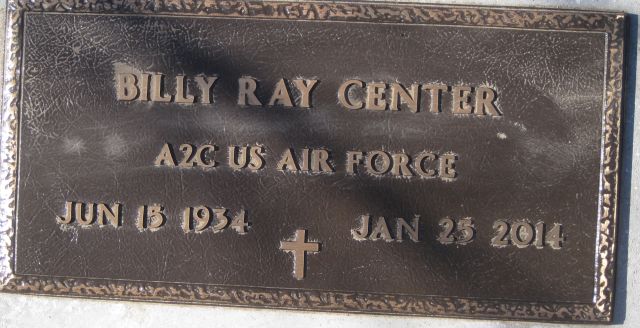 BILLY RAY CENTER
A2C US AIR FORCE
JUN 15 1934 JAN 25 2014